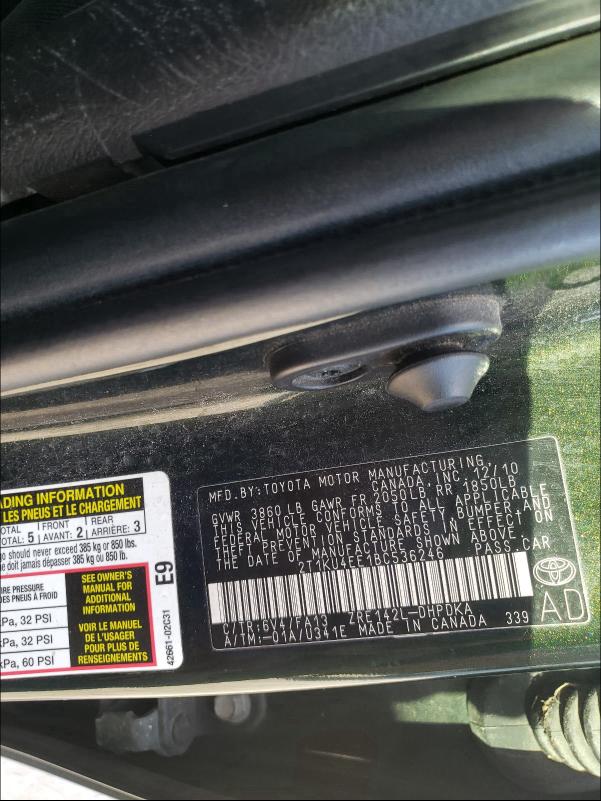 ADING INFORMATION
LES PNEUS ET LE CHARGEMENT
TOTAL: 5 FRONT AVANT: 2 REAR ARRIÈRE: 3
should never exceed 385 kg or 850 lbs.
ne doit jamais dépasser 385 kg ou 850 lb.
PRESSURE
DES PNEUS À FROID
kPa, 32 PSI
kPa, 32 PSI
kPa, 60 PSI
SEE OWNER'S
MANUAL FOR
ADDITIONAL
INFORMATION
VOIR LE MANUEL
DE L'USAGER
POUR PLUS DE
RENSEIGNEMENTS
E9
42661-02C31
MFD.BY:TOYOTA MOTOR MANUFACTURING
CANADA, INC. 12/10
GVWR 3860 LB GAWR FR 2050LB RR 1850LB
THIS VEHICLE CONFORMS TO ALL APPLICABLE
FEDERAL MOTOR VEHICLE SAFETY, BUMPER, AND
THEFT PREVENTION STANDARDS IN EFFECT ON
THE DATE OF MANUFACTURE SHOWN ABOVE.
2T1KU4EE1BC536246 PASS.CAR
C/TR:6V4/FA13 ZRE142L-DHPDKA
A/TM:-01A/U341E MADE IN CANADA 339
AD